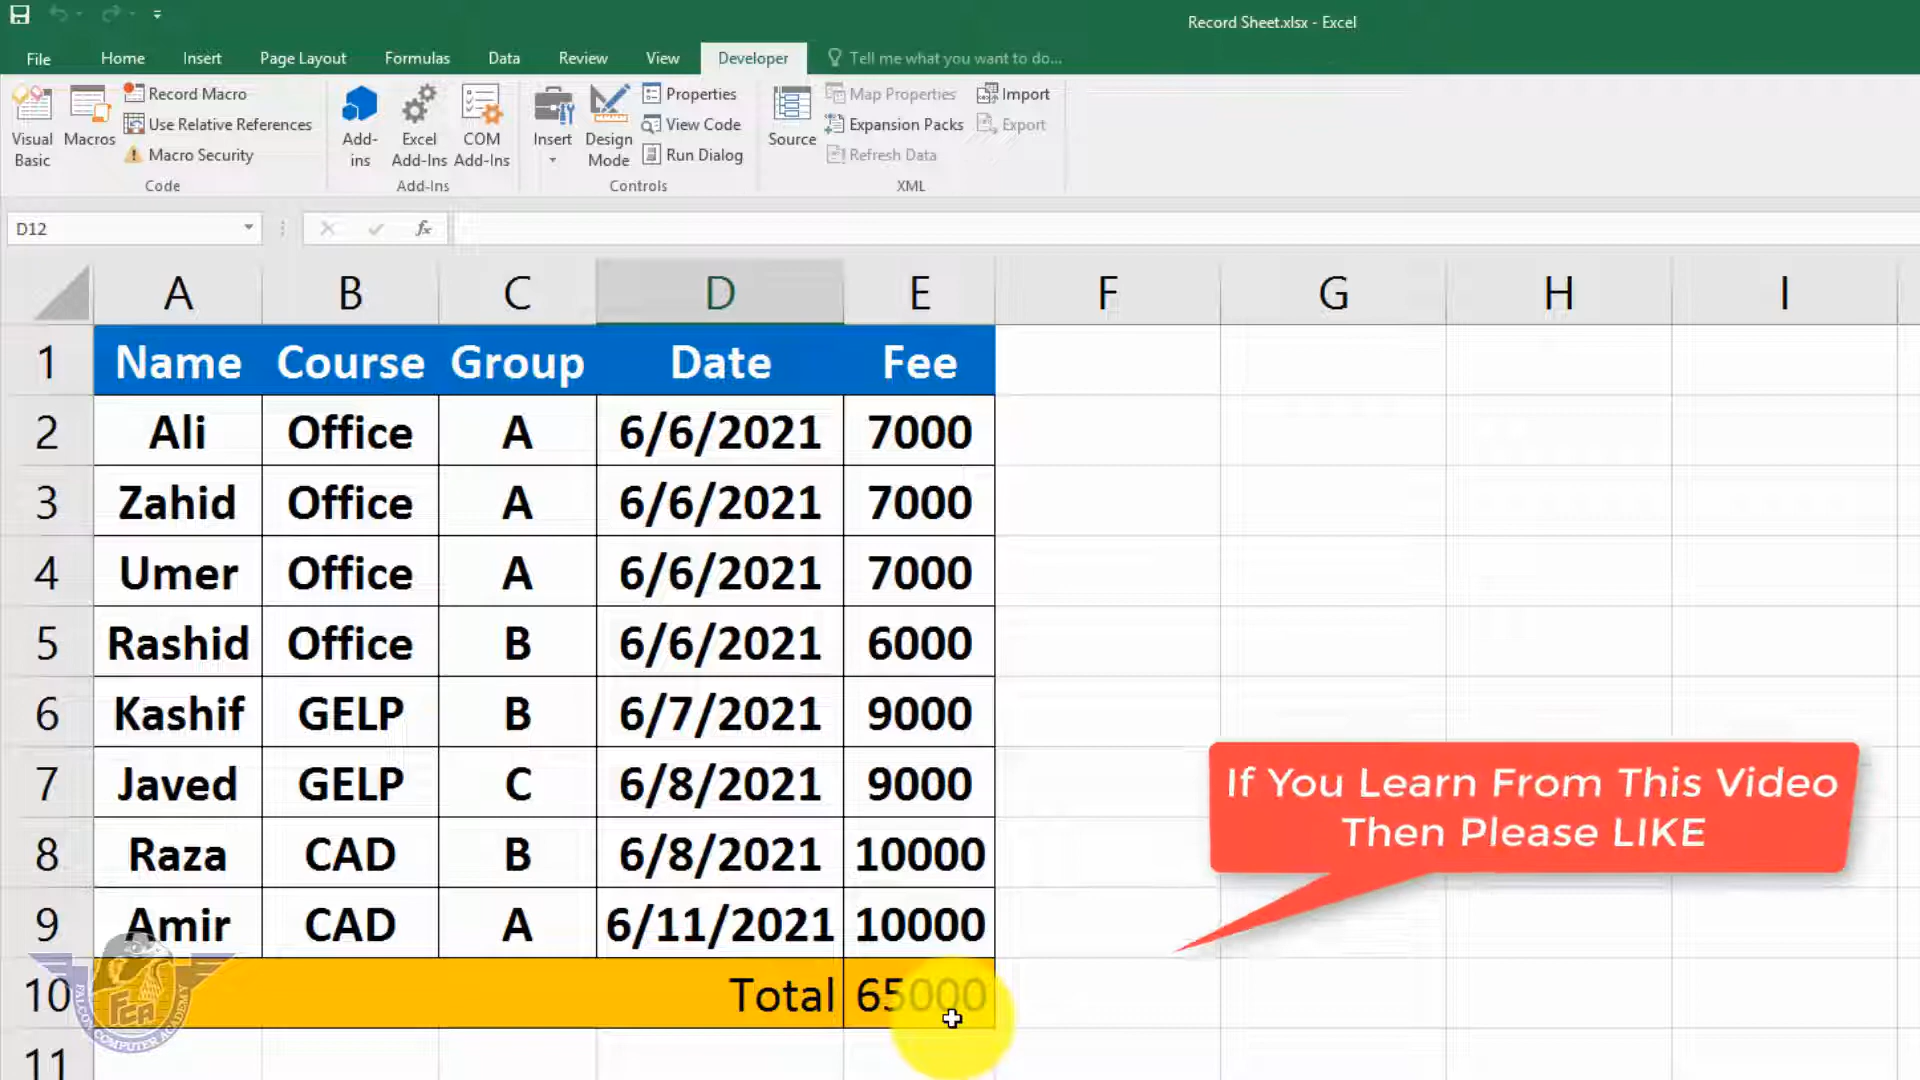 Record Sheet.xlsx - Excel
File Home Insert Page Layout Formulas Data Review View Developer Tell me what you want to do...
Visual Basic
Macros
Record Macro
Use Relative References
Macro Security
Code
Add-ins
Excel Add-Ins
COM Add-Ins
Add-Ins
Insert
Design Mode
Properties
View Code
Run Dialog
Controls
Source
Map Properties
Expansion Packs
Refresh Data
Import
Export
XML
D12 fx
A B C D E F G H I
1 Name Course Group Date Fee
2 Ali Office A 6/6/2021 7000
3 Zahid Office A 6/6/2021 7000
4 Umer Office A 6/6/2021 7000
5 Rashid Office B 6/6/2021 6000
6 Kashif GELP B 6/7/2021 9000
7 Javed GELP C 6/8/2021 9000
8 Raza CAD B 6/8/2021 10000
9 Amir CAD A 6/11/2021 10000
10 Total 65000
11
If You Learn From This Video
Then Please LIKE
FCA
FALCON COMPUTER ACADEMY